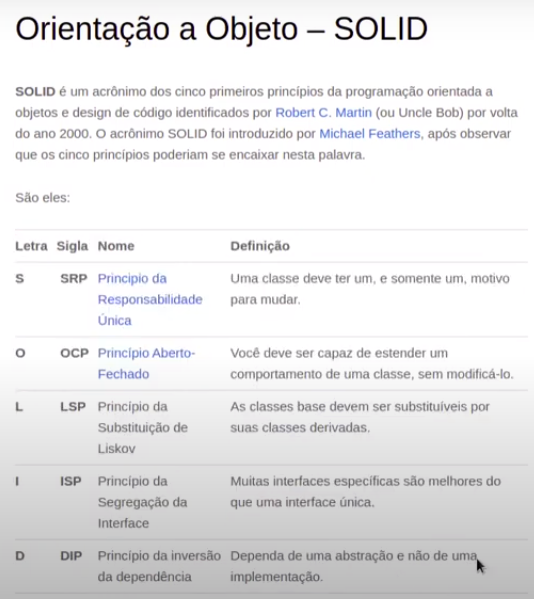 Orientação a Objeto – SOLID
SOLID é um acrônimo dos cinco primeiros princípios da programação orientada a
objetos e design de código identificados por Robert C. Martin (ou Uncle Bob) por volta
do ano 2000. O acrônimo SOLID foi introduzido por Michael Feathers, após observar
que os cinco princípios poderiam se encaixar nesta palavra.
São eles:
Letra Sigla Nome Definição
S SRP Principio da Uma classe deve ter um, e somente um, motivo
Responsabilidade para mudar.
Única
O OCP Princípio Aberto- Você deve ser capaz de estender um
Fechado comportamento de uma classe, sem modificá-lo.
L LSP Princípio da As classes base devem ser substituíveis por
Substituição de suas classes derivadas.
Liskov
I ISP Princípio da Muitas interfaces específicas são melhores do
Segregação da que uma interface única.
Interface
D DIP Princípio da inversão Dependa de uma abstração e não de uma
da dependência implementação.